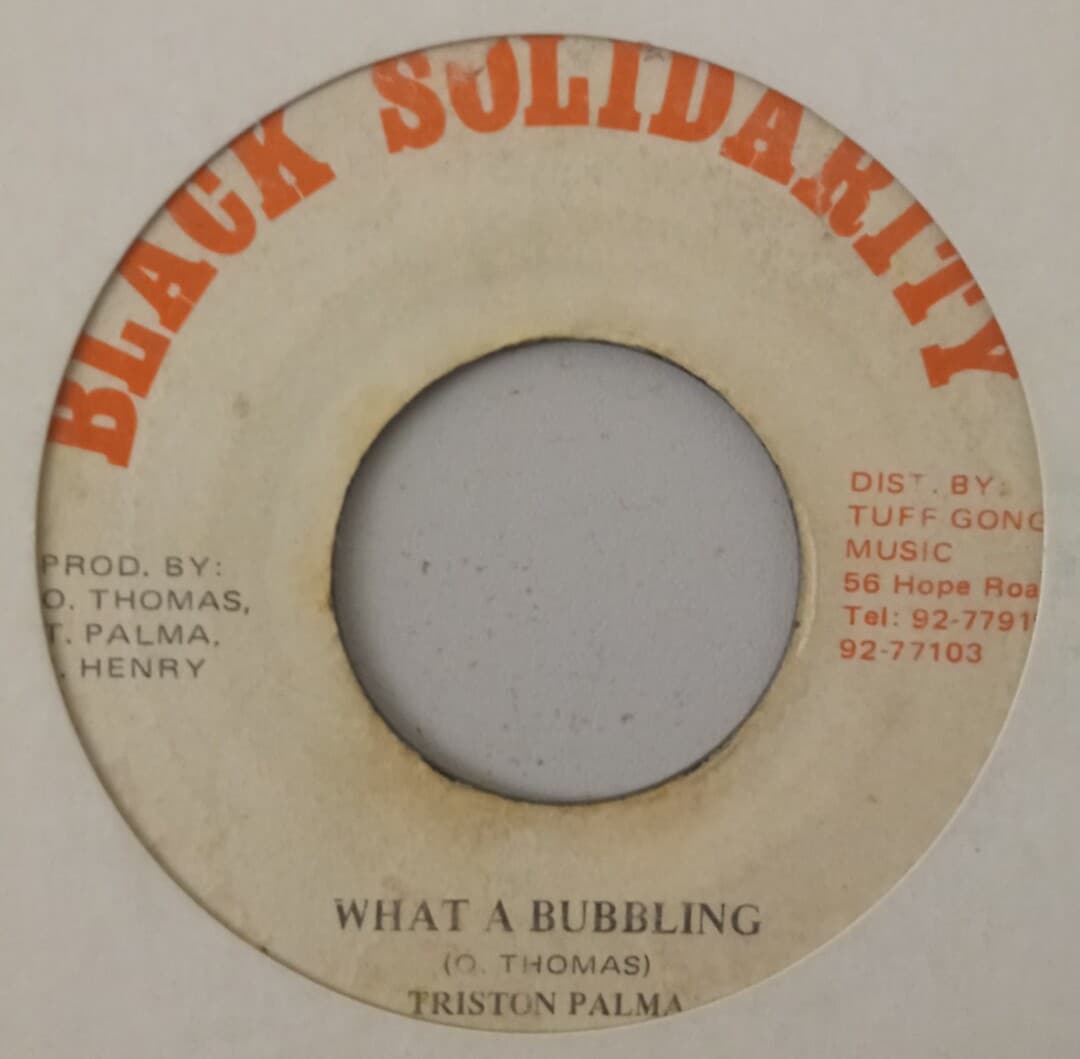 BLACK SOLIDARITY
PROD. BY:
O. THOMAS,
T. PALMA,
. HENRY
DIST. BY:
TUFF GONG
MUSIC
56 Hope Roa
Tel: 92-7791
92-77103
WHAT A BUBBLING
(O. THOMAS)
TRISTON PALMA